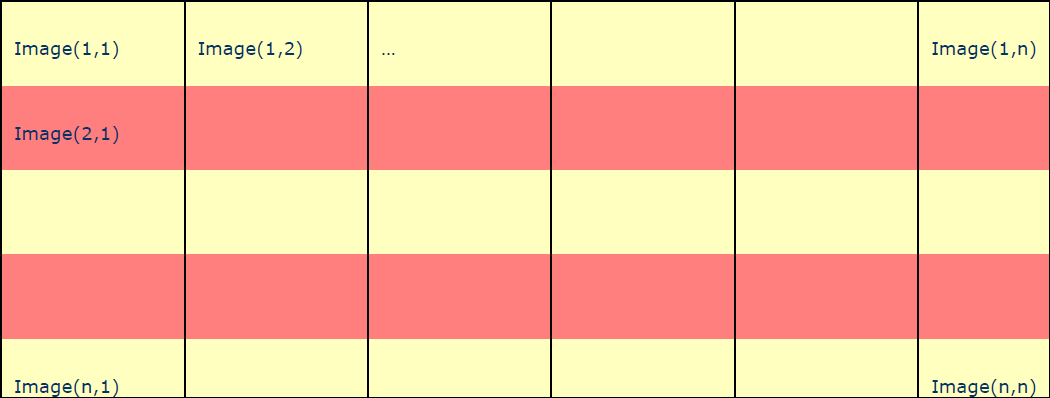 Image(1,1) Image(1,2) ... Image(1,n)
Image(2,1)
Image(n,1) Image(n,n)